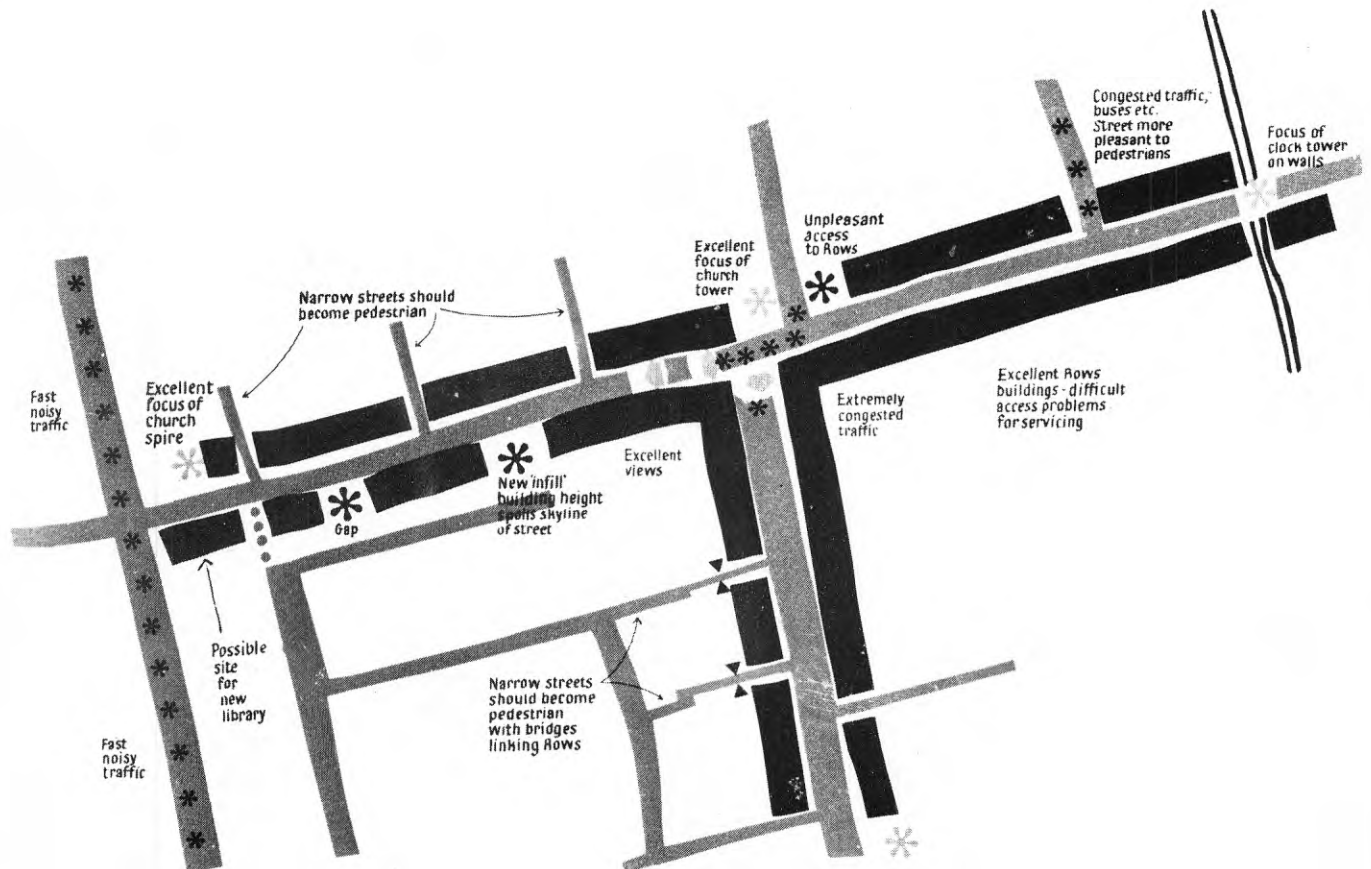 Congested traffic,
buses etc.
Street more
pleasant to
pedestrians
Focus of
clock tower
on walls
Unpleasant
access
to Rows
Excellent
focus of
church
tower
Narrow streets should
become pedestrian
Fast
noisy
traffic
Excellent
focus of
church
spire
Extremely
congested
traffic
Excellent Rows
buildings - difficult
access problems
for servicing
Excellent
views
New 'infill'
building height
spoils skyline
of street
Gap
Possible
site
for
new
library
Narrow streets
should become
pedestrian
with bridges
linking Rows
Fast
noisy
traffic